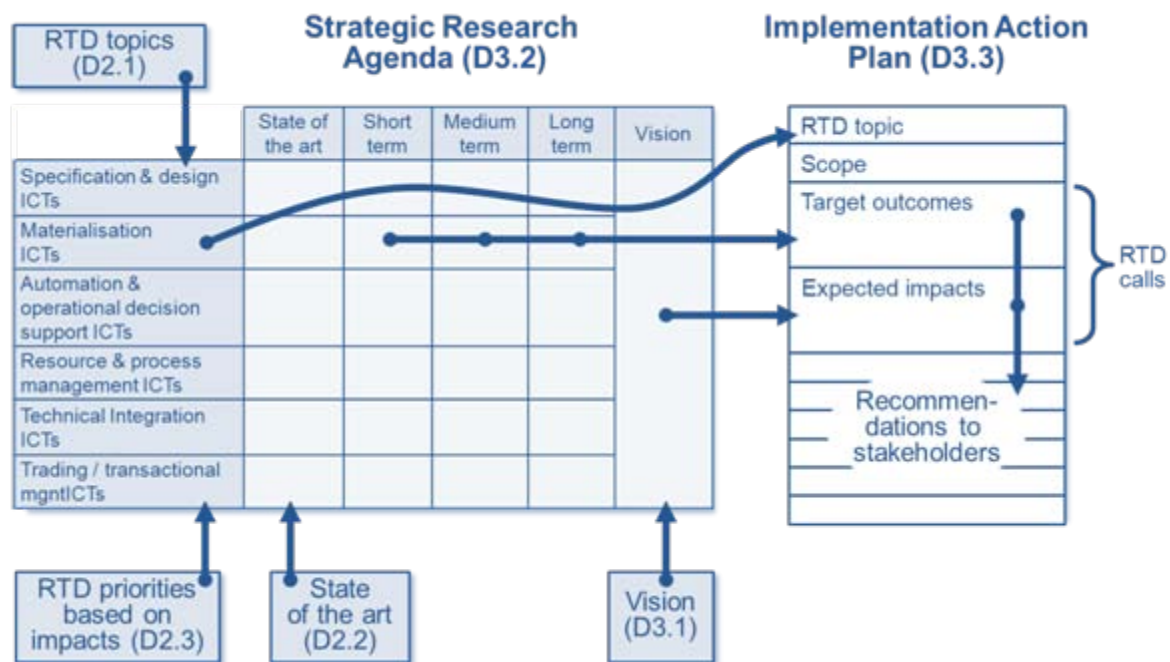 RTD topics
(D2.1)
Strategic Research
Agenda (D3.2)
Implementation Action
Plan (D3.3)
State of
the art
Short
term
Medium
term
Long
term
Vision
Specification & design
ICTs
Materialisation
ICTs
Automation &
operational decision
support ICTs
Resource & process
management ICTs
Technical Integration
ICTs
Trading / transactional
mgntICTs
RTD topic
Scope
Target outcomes
Expected impacts
RTD
calls
Recommen-
dations to
stakeholders
RTD priorities
based on
impacts (D2.3)
State
of the art
(D2.2)
Vision
(D3.1)